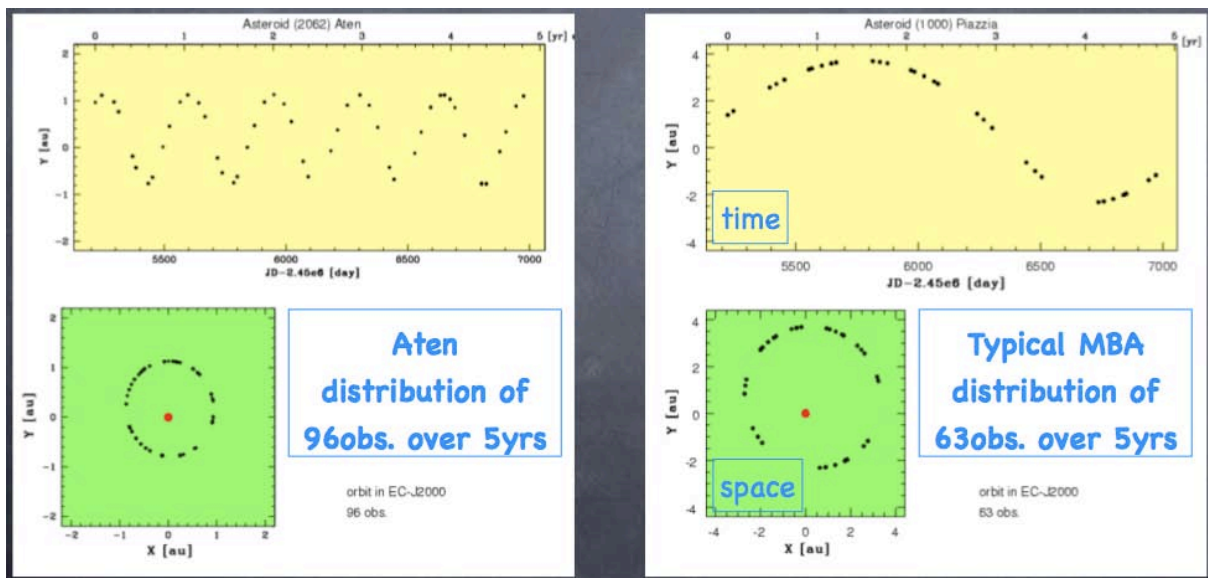 Asteroid (2062) Aten
0 1 2 3 4 5 [yr]
2
1
0
-1
-2
Y [au]
5500 6000 6500 7000
JD-2.45e6 [day]
2
1
0
-1
-2
Y [au]
-2 -1 0 1 2
X [au]
Aten
distribution of
96obs. over 5yrs
orbit in EC-J2000
96 obs.
Asteroid (1000) Piazzia
0 1 2 3 4 5
[yr]
4
2
0
-2
-4
Y [au]
time
5500 6000 6500 7000
JD-2.45e6 [day]
4
2
0
-2
-4
Y [au]
space
-4 -2 0 2 4
X [au]
Typical MBA
distribution of
63obs. over 5yrs
orbit in EC-J2000
63 obs.